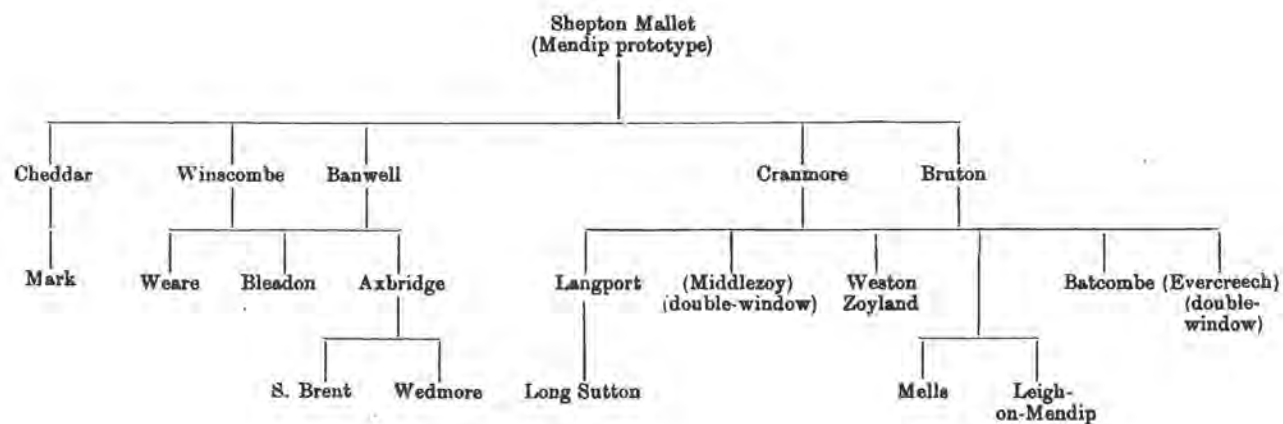 Shepton Mallet
(Mendip prototype)
Cheddar Winscombe Banwell Cranmore Bruton
Mark Weare Bleadon Axbridge Langport (Middlezoy) Weston Batcombe (Evercreech)
(double-window) Zoyland (double-
window)
S. Brent Wedmore Long Sutton Mells Leigh-
on-Mendip